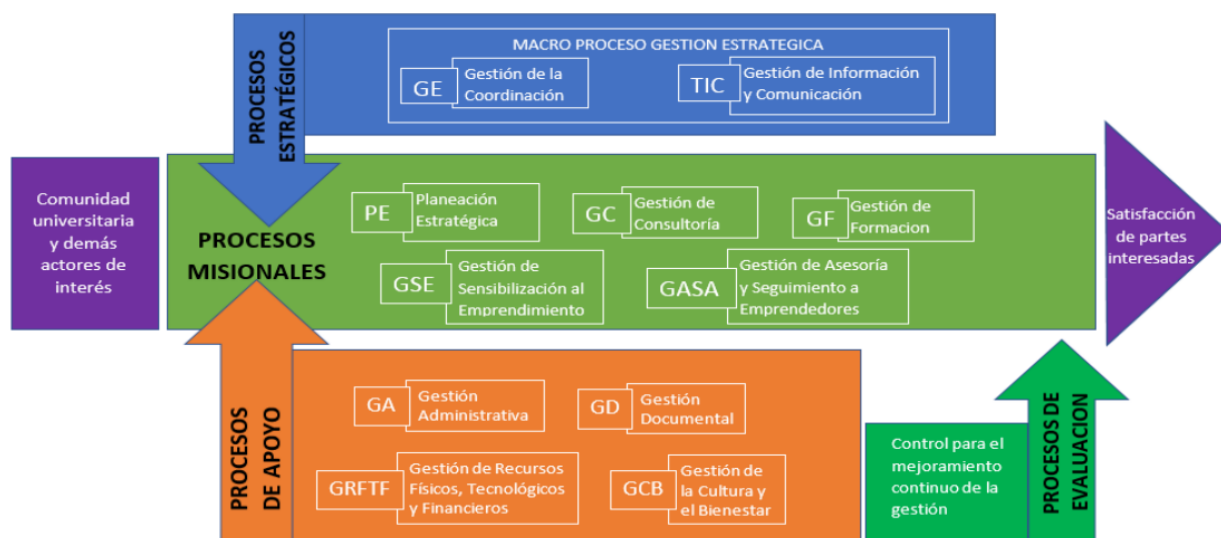 PROCESOS
ESTRATÉGICOS
MACRO PROCESO GESTION ESTRATEGICA
GE
Gestión de la
Coordinación
TIC
Gestión de Información
y Comunicación
Comunidad
universitaria
y demás
actores de
interés
PROCESOS
MISIONALES
PE
Planeación
Estratégica
GC
Gestión de
Consultoría
GF
Gestión de
Formacion
GSE
Gestión de
Sensibilización al
Emprendimiento
GASA
Gestión de Asesoría
y Seguimiento a
Emprendedores
Satisfacción
de partes
interesadas
PROCESOS
DE APOYO
GA
Gestión
Administrativa
GD
Gestión
Documental
GRFTF
Gestión de Recursos
Físicos, Tecnológicos
y Financieros
GCB
Gestión de
la Cultura y
el Bienestar
Control para el
mejoramiento
continuo de la
gestión
PROCESOS DE
EVALUACION